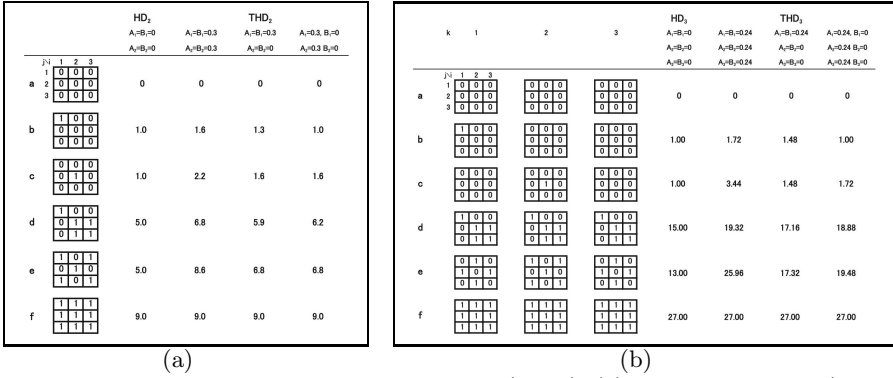 HD₂ THD₂
A₁=B₁=0 A₁=B₁=0.3 A₁=B₁=0.3 A₁=0.3, B₁=0
A₂=B₂=0 A₂=B₂=0.3 A₂=B₂=0 A₂=0.3 B₂=0
j\i 1 2 3
1 0 0 0
a 2 0 0 0 0 0 0 0
3 0 0 0
1 0 0
b 0 0 0 1.0 1.6 1.3 1.0
0 0 0
0 0 0
c 0 1 0 1.0 2.2 1.6 1.6
0 0 0
1 0 0
d 0 1 1 5.0 6.8 5.9 6.2
0 1 1
1 0 1
e 0 1 0 5.0 8.6 6.8 6.8
1 0 1
1 1 1
f 1 1 1 9.0 9.0 9.0 9.0
1 1 1
(a)
HD₃ THD₃
k 1 2 3 A₁=B₁=0 A₁=B₁=0.24 A₁=B₁=0.24 A₁=0.24, B₁=0
A₂=B₂=0 A₂=B₂=0.24 A₂=B₂=0 A₂=0.24 B₂=0
A₃=B₃=0 A₃=B₃=0.24 A₃=B₃=0 A₃=0.24 B₃=0
j\i 1 2 3
1 0 0 0 0 0 0 0 0 0
a 2 0 0 0 0 0 0 0 0 0 0 0 0 0
3 0 0 0 0 0 0 0 0 0
1 0 0 0 0 0 0 0 0
b 0 0 0 0 0 0 0 0 0 1.00 1.72 1.48 1.00
0 0 0 0 0 0 0 0 0
0 0 0 0 0 0 0 0 0
c 0 0 0 0 1 0 0 0 0 1.00 3.44 1.48 1.72
0 0 0 0 0 0 0 0 0
1 0 0 1 0 0 1 0 0
d 0 1 1 0 1 1 0 1 1 15.00 19.32 17.16 18.88
0 1 1 0 1 1 0 1 1
0 1 0 1 0 1 0 1 0
e 1 0 1 0 1 0 1 0 1 13.00 25.96 17.32 19.48
0 1 0 1 0 1 0 1 0
1 1 1 1 1 1 1 1 1
f 1 1 1 1 1 1 1 1 1 27.00 27.00 27.00 27.00
1 1 1 1 1 1 1 1 1
(b)